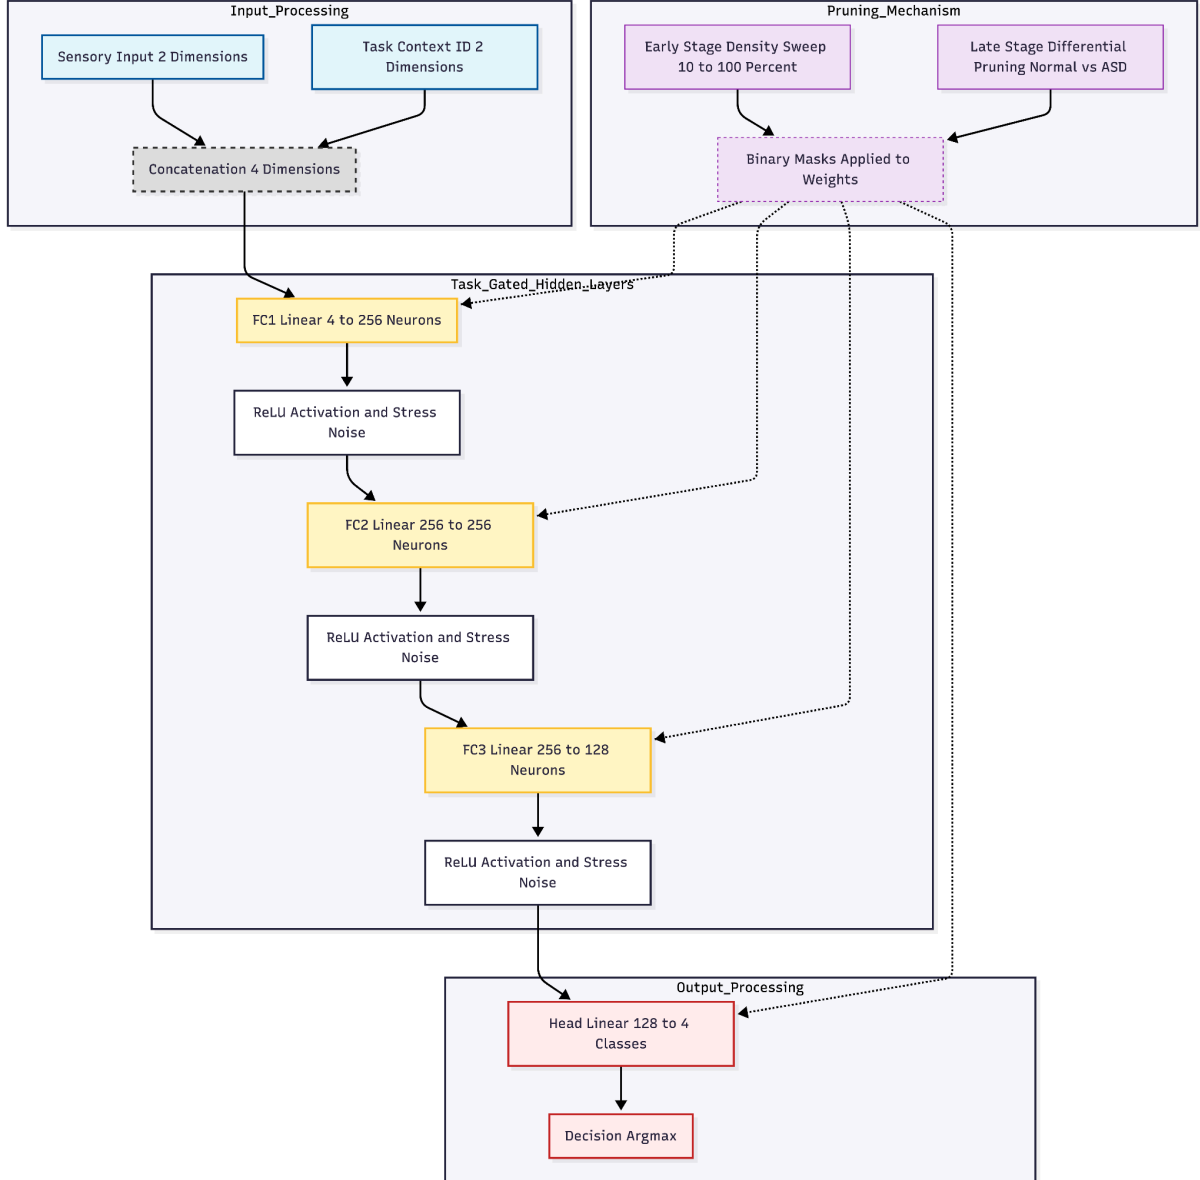 Input_Processing
Sensory Input 2 Dimensions
Task Context ID 2
Dimensions
Concatenation 4 Dimensions
Pruning_Mechanism
Early Stage Density Sweep
10 to 100 Percent
Late Stage Differential
Pruning Normal vs ASD
Binary Masks Applied to
Weights
Task_Gated_Hidden_Layers
FC1 Linear 4 to 256 Neurons
ReLU Activation and Stress
Noise
FC2 Linear 256 to 256
Neurons
ReLU Activation and Stress
Noise
FC3 Linear 256 to 128
Neurons
ReLU Activation and Stress
Noise
Output_Processing
Head Linear 128 to 4
Classes
Decision Argmax